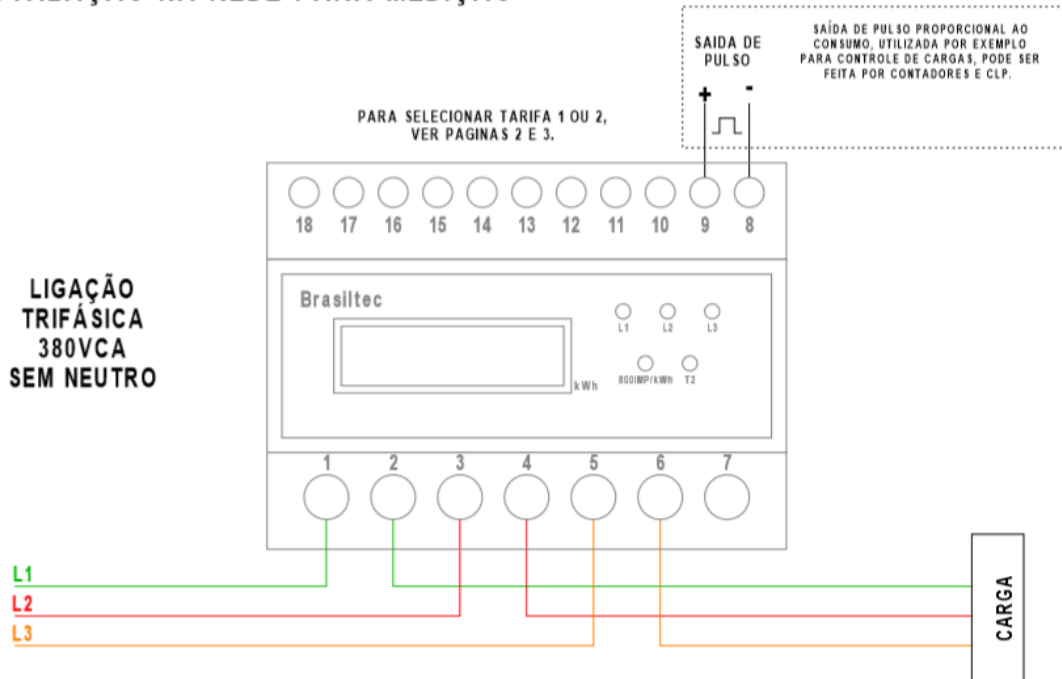 SAIDA DE
PULSO
+ -
SAÍDA DE PULSO PROPORCIONAL AO
CONSUMO, UTILIZADA POR EXEMPLO
PARA CONTROLE DE CARGAS, PODE SER
FEITA POR CONTADORES E CLP.
PARA SELECIONAR TARIFA 1 OU 2,
VER PAGINAS 2 E 3.
18 17 16 15 14 13 12 11 10 9 8
LIGAÇÃO
TRIFÁSICA
380VCA
SEM NEUTRO
Brasiltec
L1 L2 L3
800IMP/kWh T2
kWh
1 2 3 4 5 6 7
L1
L2
L3
CARGA